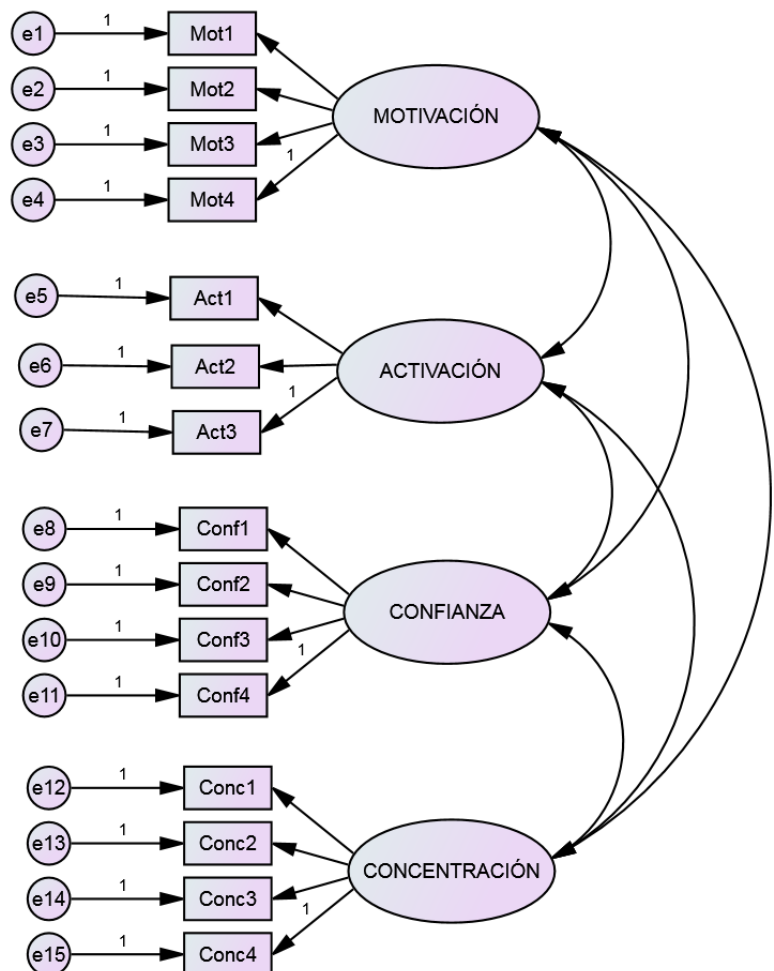 e1 1 Mot1
e2 1 Mot2
MOTIVACIÓN
e3 1 Mot3
1
e4 1 Mot4
e5 1 Act1
e6 1 Act2
ACTIVACIÓN
1
e7 1 Act3
e8 1 Conf1
e9 1 Conf2
CONFIANZA
e10 1 Conf3
1
e11 1 Conf4
e12 1 Conc1
e13 1 Conc2
CONCENTRACIÓN
e14 1 Conc3
1
e15 1 Conc4